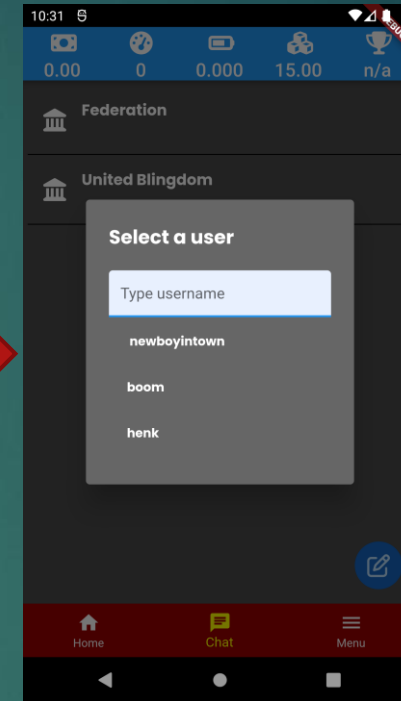 10:31
0.00 0 0.000 15.00 n/a
Federation
United Blingdom
Select a user
Type username
newboyintown
boom
henk
Home Chat Menu